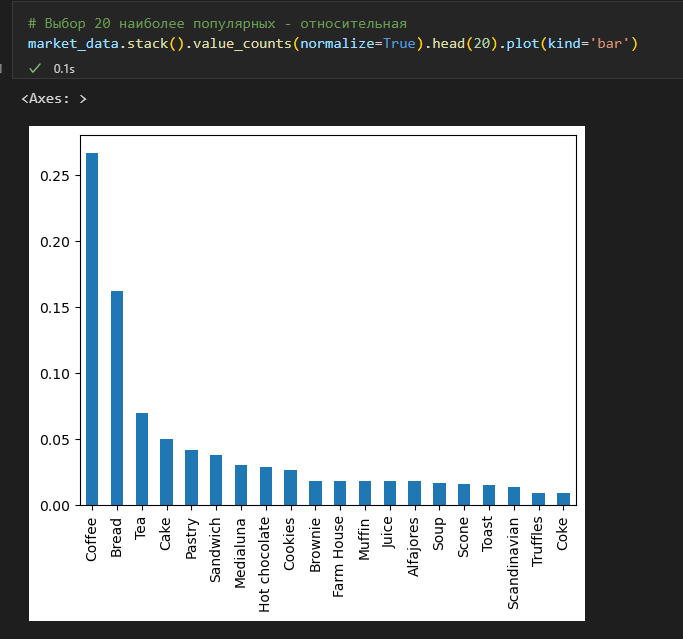 # Выбор 20 наиболее популярных - относительная
market_data.stack().value_counts(normalize=True).head(20).plot(kind='bar')
✓ 0.1s
<Axes: >
0.25
0.20
0.15
0.10
0.05
0.00
Coffee
Bread
Tea
Cake
Pastry
Sandwich
Medialuna
Hot chocolate
Cookies
Brownie
Farm House
Muffin
Juice
Alfajores
Soup
Scone
Toast
Scandinavian
Truffles
Coke